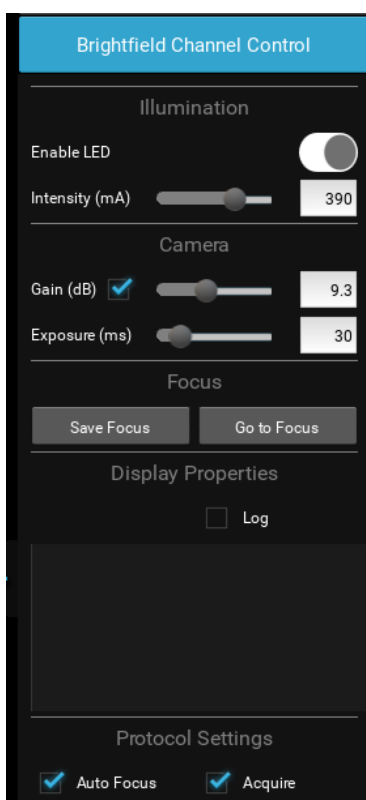 Brightfield Channel Control
Illumination
Enable LED
Intensity (mA) 390
Camera
Gain (dB) 9.3
Exposure (ms) 30
Focus
Save Focus Go to Focus
Display Properties
Log
Protocol Settings
Auto Focus Acquire